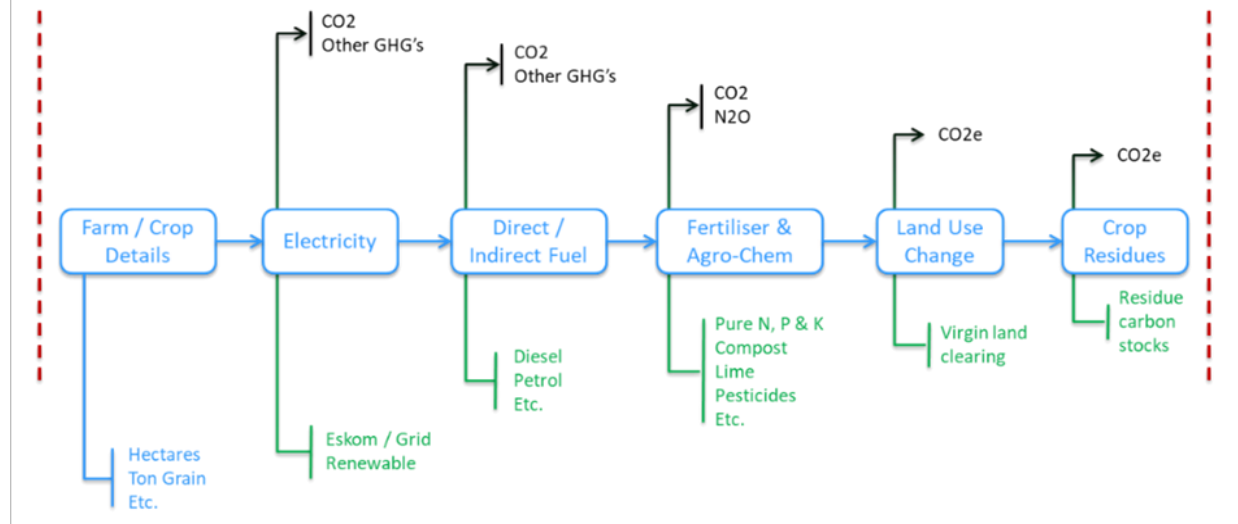 CO2
Other GHG's
CO2
Other GHG's
CO2
N2O
CO2e
CO2e
Farm / Crop
Details
Electricity
Direct /
Indirect Fuel
Fertiliser &
Agro-Chem
Land Use
Change
Crop
Residues
Hectares
Ton Grain
Etc.
Eskom / Grid
Renewable
Diesel
Petrol
Etc.
Pure N, P & K
Compost
Lime
Pesticides
Etc.
Virgin land
clearing
Residue
carbon
stocks